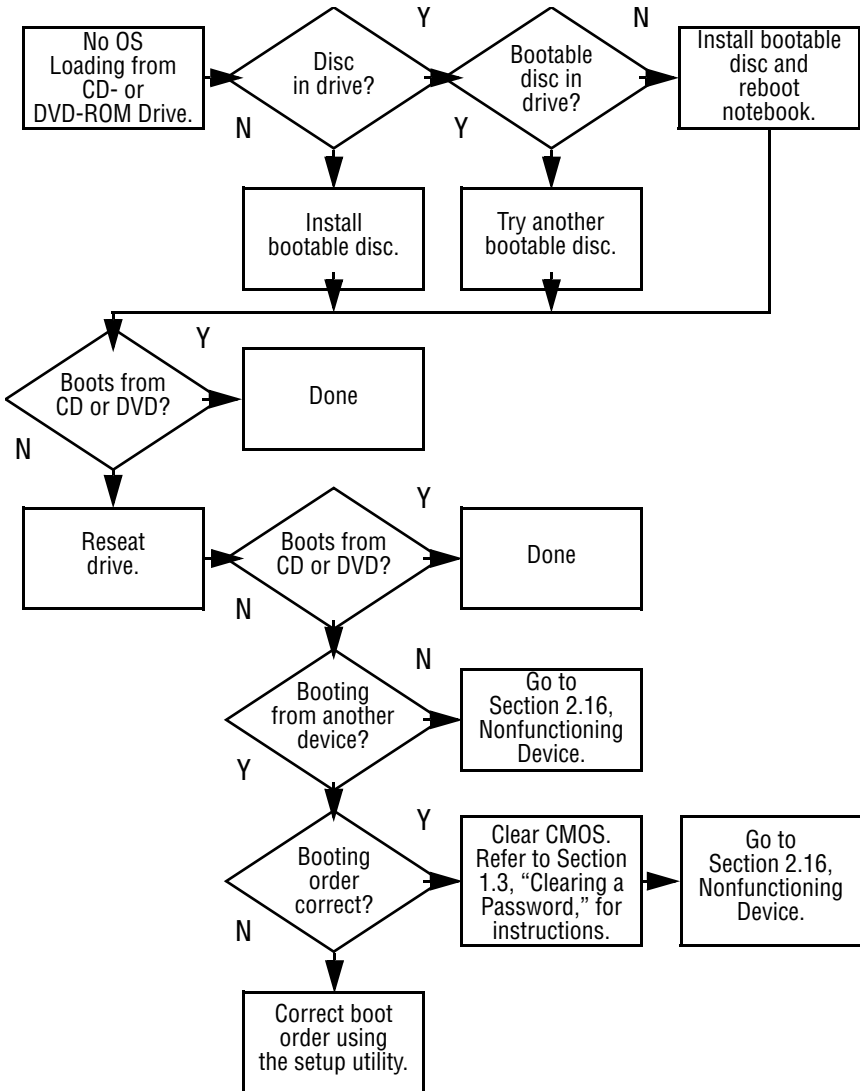 Y
N
No OS
Loading from
CD- or
DVD-ROM Drive.
Disc
in drive?
Bootable
disc in
drive?
Install bootable
disc and
reboot
notebook.
N
Y
Install
bootable disc.
Try another
bootable disc.
Y
Boots from
CD or DVD?
Done
N
Y
Reseat
drive.
Boots from
CD or DVD?
Done
N
N
Booting
from another
device?
Go to
Section 2.16,
Nonfunctioning
Device.
Y
Y
Booting
order
correct?
Clear CMOS.
Refer to Section
1.3, “Clearing a
Password,” for
instructions.
Go to
Section 2.16,
Nonfunctioning
Device.
N
Correct boot
order using
the setup utility.